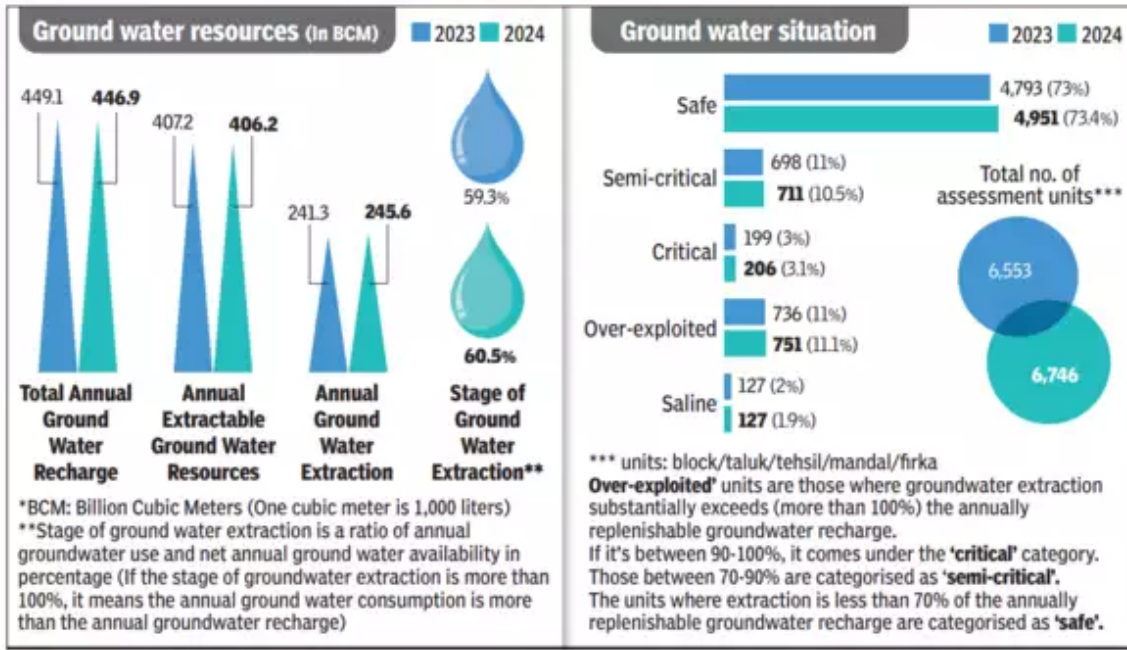 Ground water resources (In BCM)
2023 2024
449.1 446.9
407.2 406.2
241.3 245.6
59.3%
60.5%
Total Annual
Ground
Water
Recharge
Annual
Extractable
Ground Water
Resources
Annual
Ground
Water
Extraction
Stage of
Ground
Water
Extraction**
*BCM: Billion Cubic Meters (One cubic meter is 1,000 liters)
**Stage of ground water extraction is a ratio of annual
groundwater use and net annual ground water availability in
percentage (If the stage of groundwater extraction is more than
100%, it means the annual ground water consumption is more
than the annual groundwater recharge)
Ground water situation
2023 2024
Safe
4,793 (73%)
4,951 (73.4%)
Semi-critical
698 (11%)
711 (10.5%)
Critical
199 (3%)
206 (3.1%)
Over-exploited
736 (11%)
751 (11.1%)
Saline
127 (2%)
127 (1.9%)
Total no. of
assessment units***
6,553
6,746
*** units: block/taluk/tehsil/mandal/firka
Over-exploited’ units are those where groundwater extraction
substantially exceeds (more than 100%) the annually
replenishable groundwater recharge.
If it's between 90-100%, it comes under the ‘critical’ category.
Those between 70-90% are categorised as ‘semi-critical’.
The units where extraction is less than 70% of the annually
replenishable groundwater recharge are categorised as ‘safe’.